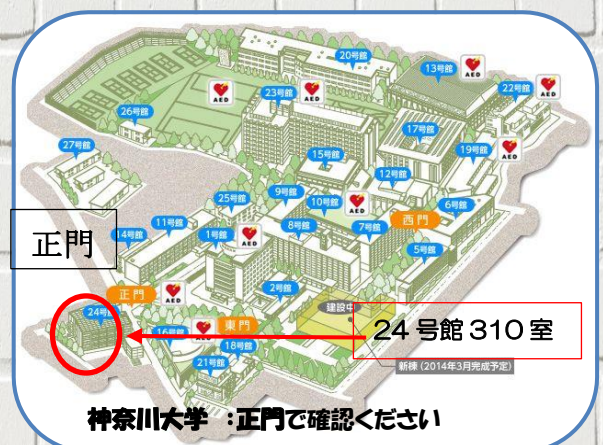 20号館
13号館
AED
AED
AED
AED
23号館
22号館
26号館
17号館
27号館
15号館
19号館
AED
12号館
25号館
9号館
10号館
AED
6号館
西門
正門
14号館
11号館
1号館
AED
8号館
7号館
5号館
正門
AED
2号館
建設中
24号館
16号館
AED
東門
24号館310室
18号館
21号館
新棟（2014年3月完成予定）
神奈川大学 ：正門で確認ください